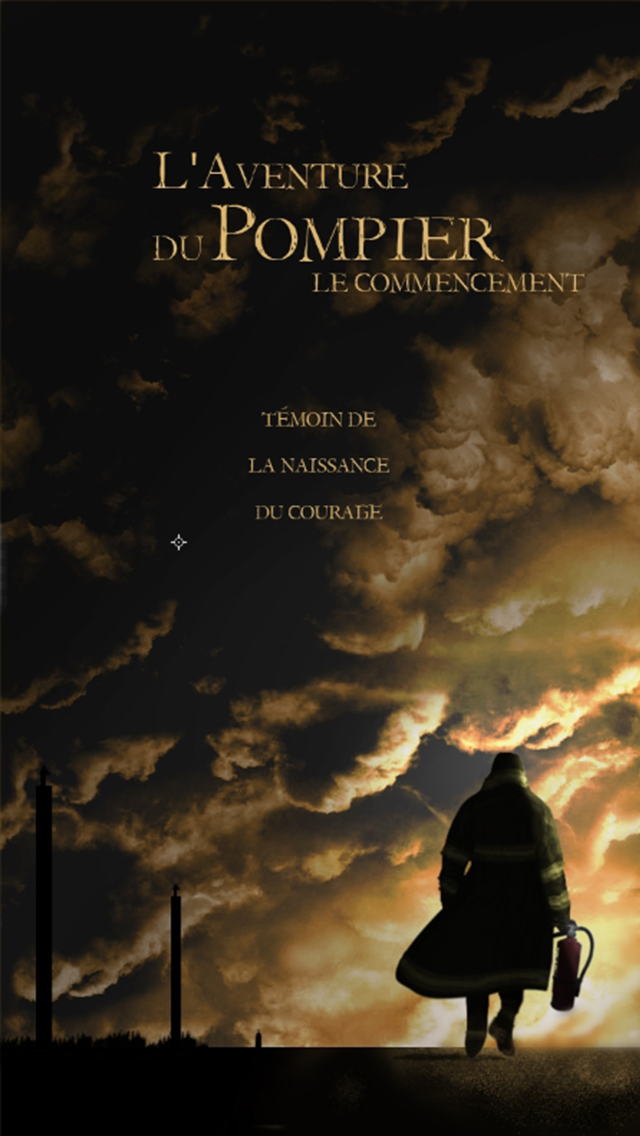 L'AVENTURE
DU POMPIER
LE COMMENCEMENT
TÉMOIN DE
LA NAISSANCE
DU COURAGE